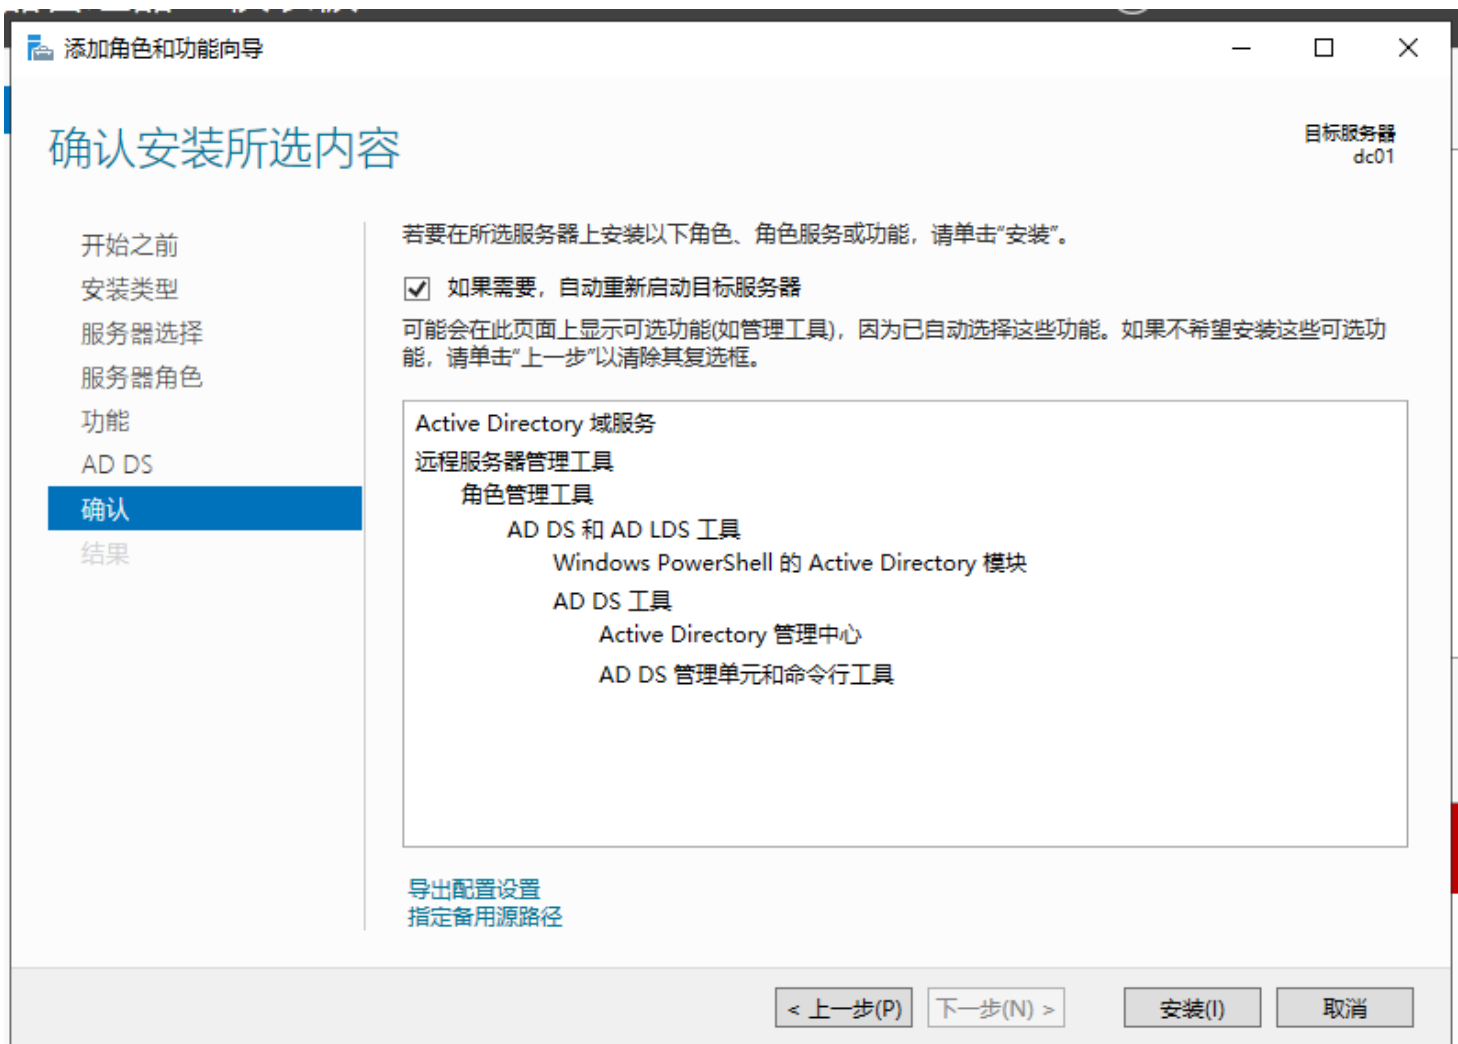 添加角色和功能向导
确认安装所选内容
目标服务器
dc01
开始之前
安装类型
服务器选择
服务器角色
功能
AD DS
确认
结果
若要在所选服务器上安装以下角色、角色服务或功能，请单击“安装”。
如果需要，自动重新启动目标服务器
可能会在此页面上显示可选功能(如管理工具)，因为已自动选择这些功能。如果不希望安装这些可选功
能，请单击“上一步”以清除其复选框。
Active Directory 域服务
远程服务器管理工具
角色管理工具
AD DS 和 AD LDS 工具
Windows PowerShell 的 Active Directory 模块
AD DS 工具
Active Directory 管理中心
AD DS 管理单元和命令行工具
导出配置设置
指定备用源路径
< 上一步(P)
下一步(N) >
安装(I)
取消